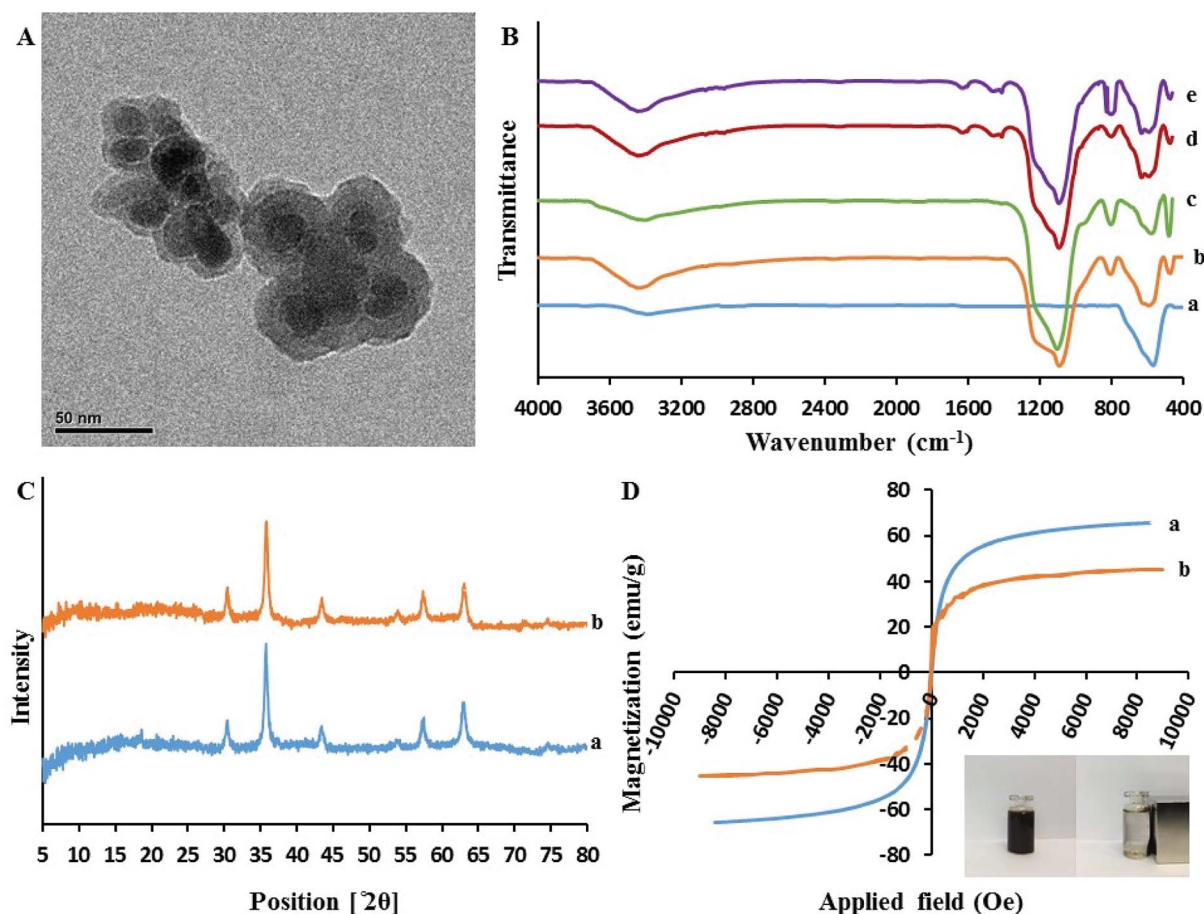 A
50 nm
B
Transmittance
e
d
c
b
a
4000 3600 3200 2800 2400 2000 1600 1200 800 400
Wavenumber (cm-1)
C
Intensity
b
a
5 10 15 20 25 30 35 40 45 50 55 60 65 70 75 80
Position [°2θ]
D
Magnetization (emu/g)
80
60
40
20
0
-20
-40
-60
-80
a
b
-10000 -8000 -6000 -4000 -2000 0 2000 4000 6000 8000 10000
Applied field (Oe)